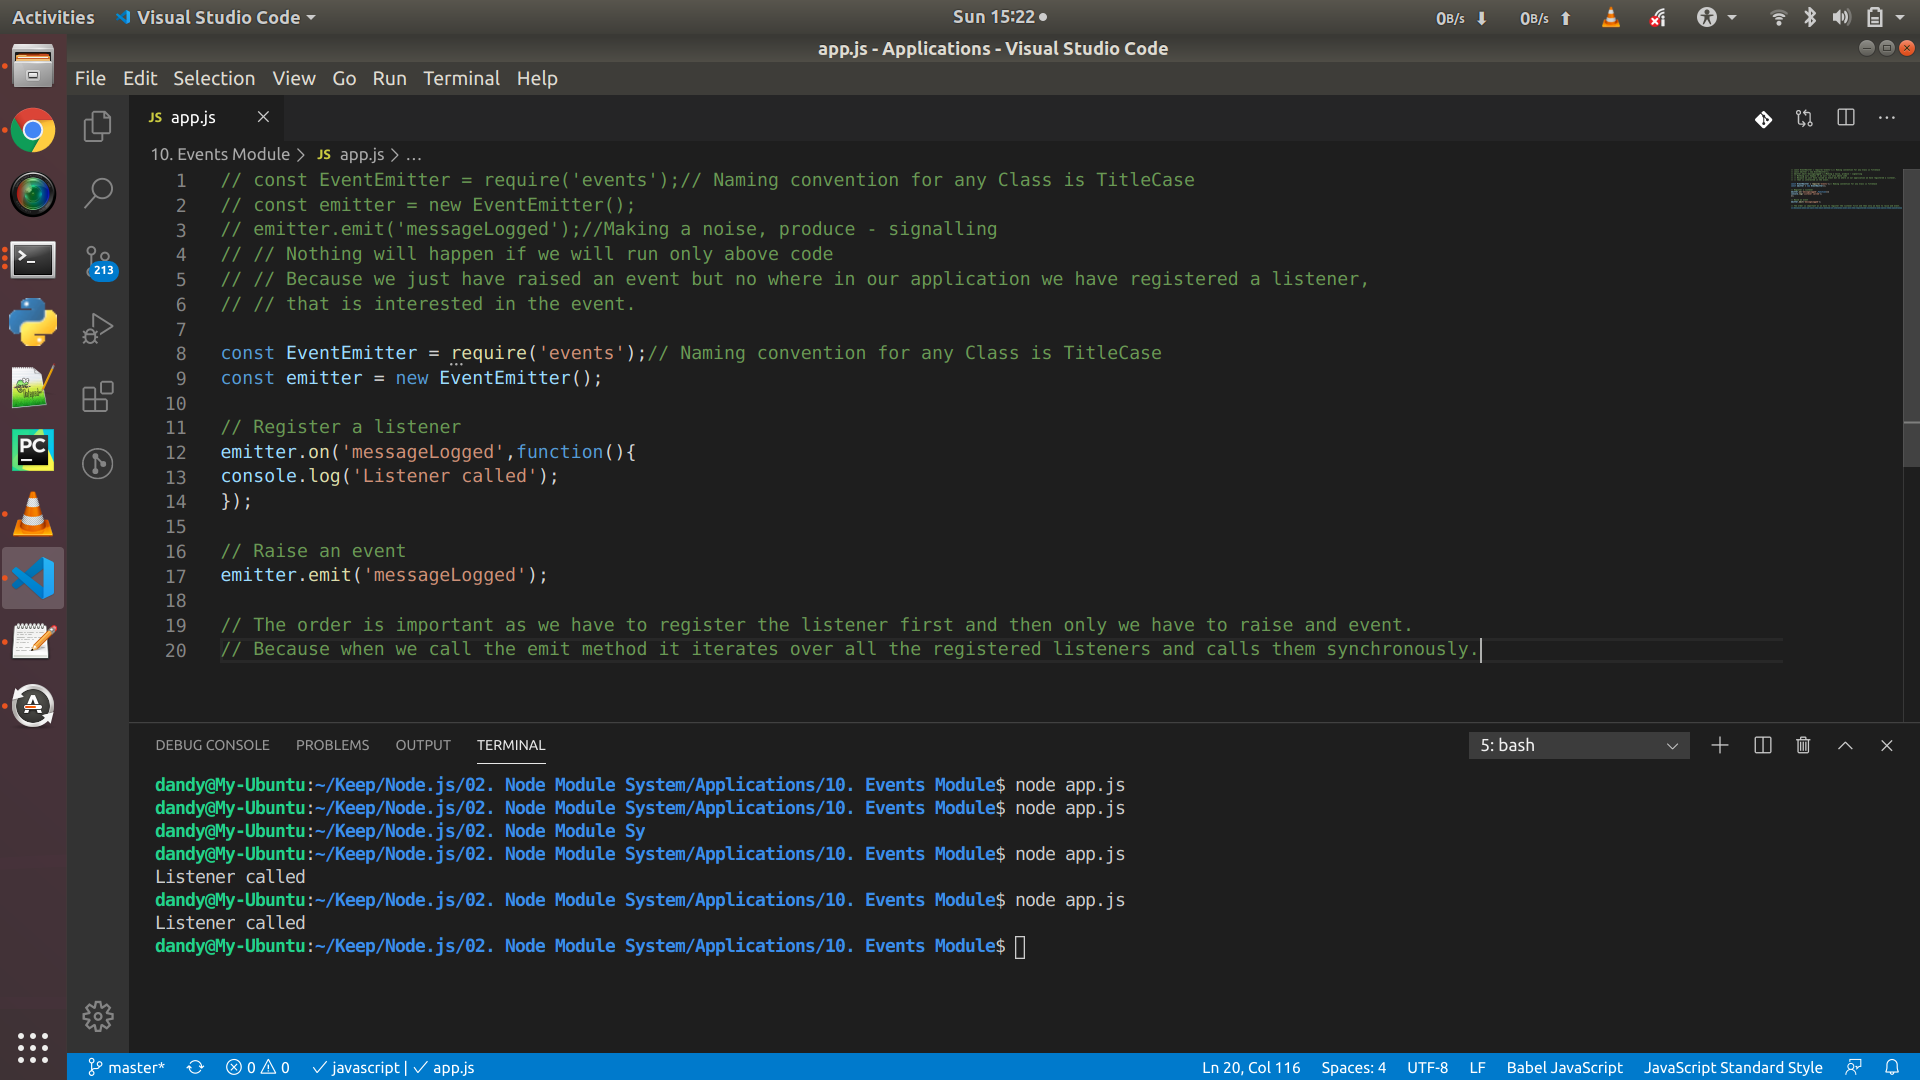 Activities Visual Studio Code Sun 15:22 0B/s 0B/s
app.js - Applications - Visual Studio Code
File Edit Selection View Go Run Terminal Help
JS app.js
10. Events Module > JS app.js > ...
1 // const EventEmitter = require('events');// Naming convention for any Class is TitleCase
2 // const emitter = new EventEmitter();
3 // emitter.emit('messageLogged');//Making a noise, produce - signalling
4 // // Nothing will happen if we will run only above code
5 // // Because we just have raised an event but no where in our application we have registered a listener,
6 // // that is interested in the event.
7
8 const EventEmitter = require('events');// Naming convention for any Class is TitleCase
9 const emitter = new EventEmitter();
10
11 // Register a listener
12 emitter.on('messageLogged',function(){
13 console.log('Listener called');
14 });
15
16 // Raise an event
17 emitter.emit('messageLogged');
18
19 // The order is important as we have to register the listener first and then only we have to raise and event.
20 // Because when we call the emit method it iterates over all the registered listeners and calls them synchronously.
213
PC
DEBUG CONSOLE PROBLEMS OUTPUT TERMINAL 5: bash
dandy@My-Ubuntu:~/Keep/Node.js/02. Node Module System/Applications/10. Events Module$ node app.js
dandy@My-Ubuntu:~/Keep/Node.js/02. Node Module System/Applications/10. Events Module$ node app.js
dandy@My-Ubuntu:~/Keep/Node.js/02. Node Module Sy
dandy@My-Ubuntu:~/Keep/Node.js/02. Node Module System/Applications/10. Events Module$ node app.js
Listener called
dandy@My-Ubuntu:~/Keep/Node.js/02. Node Module System/Applications/10. Events Module$ node app.js
Listener called
dandy@My-Ubuntu:~/Keep/Node.js/02. Node Module System/Applications/10. Events Module$
master* 0 0 javascript | app.js Ln 20, Col 116 Spaces: 4 UTF-8 LF Babel JavaScript JavaScript Standard Style